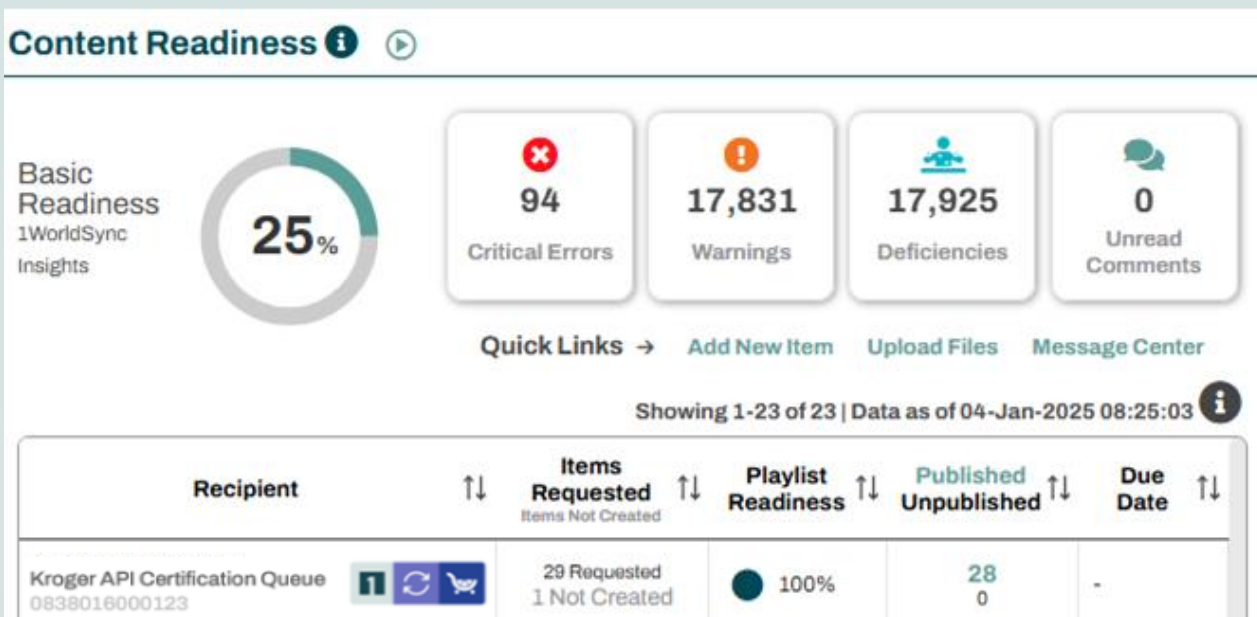 Content Readiness
Basic
Readiness
1WorldSync
Insights
25%
94
Critical Errors
17,831
Warnings
17,925
Deficiencies
0
Unread
Comments
Quick Links → Add New Item Upload Files Message Center
Showing 1-23 of 23 | Data as of 04-Jan-2025 08:25:03
Recipient
Items
Requested
Items Not Created
Playlist
Readiness
Published
Unpublished
Due
Date
Kroger API Certification Queue
0838016000123
29 Requested
1 Not Created
100%
28
0
-